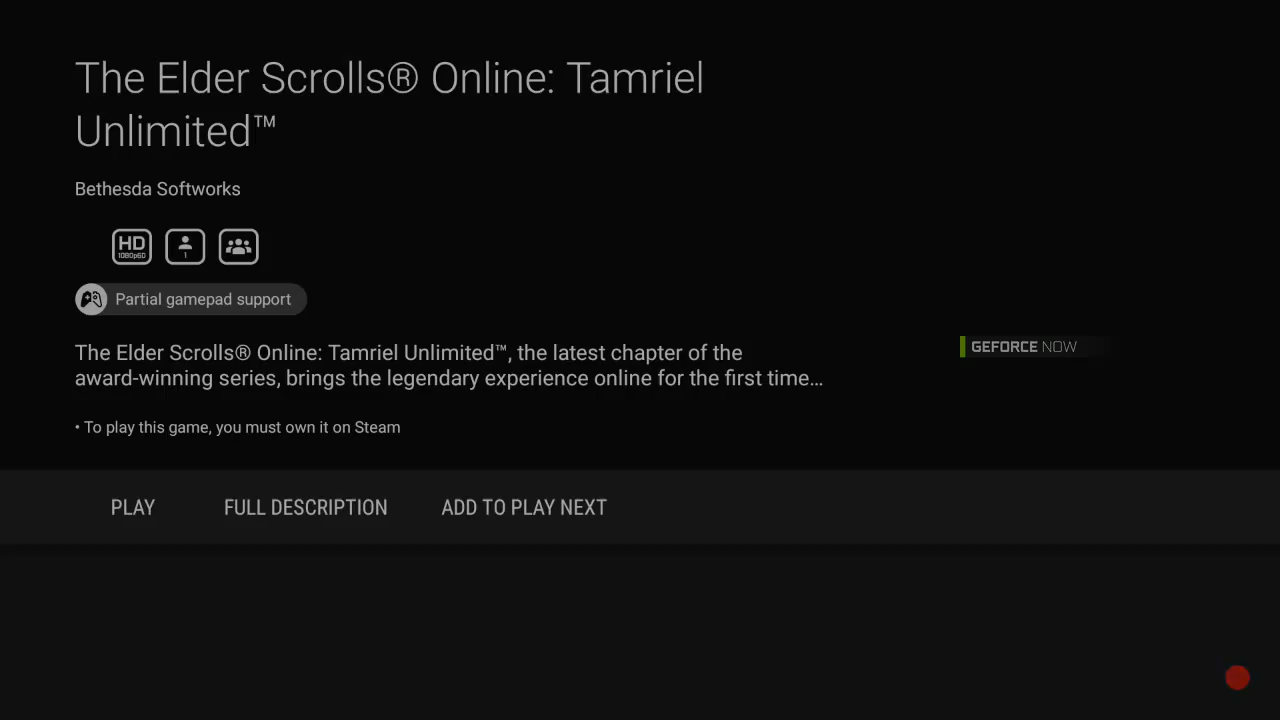 The Elder Scrolls® Online: Tamriel
Unlimited™
Bethesda Softworks
HD
1080p60
1
Partial gamepad support
The Elder Scrolls® Online: Tamriel Unlimited™, the latest chapter of the
award-winning series, brings the legendary experience online for the first time...
GEFORCE NOW
• To play this game, you must own it on Steam
PLAY FULL DESCRIPTION ADD TO PLAY NEXT